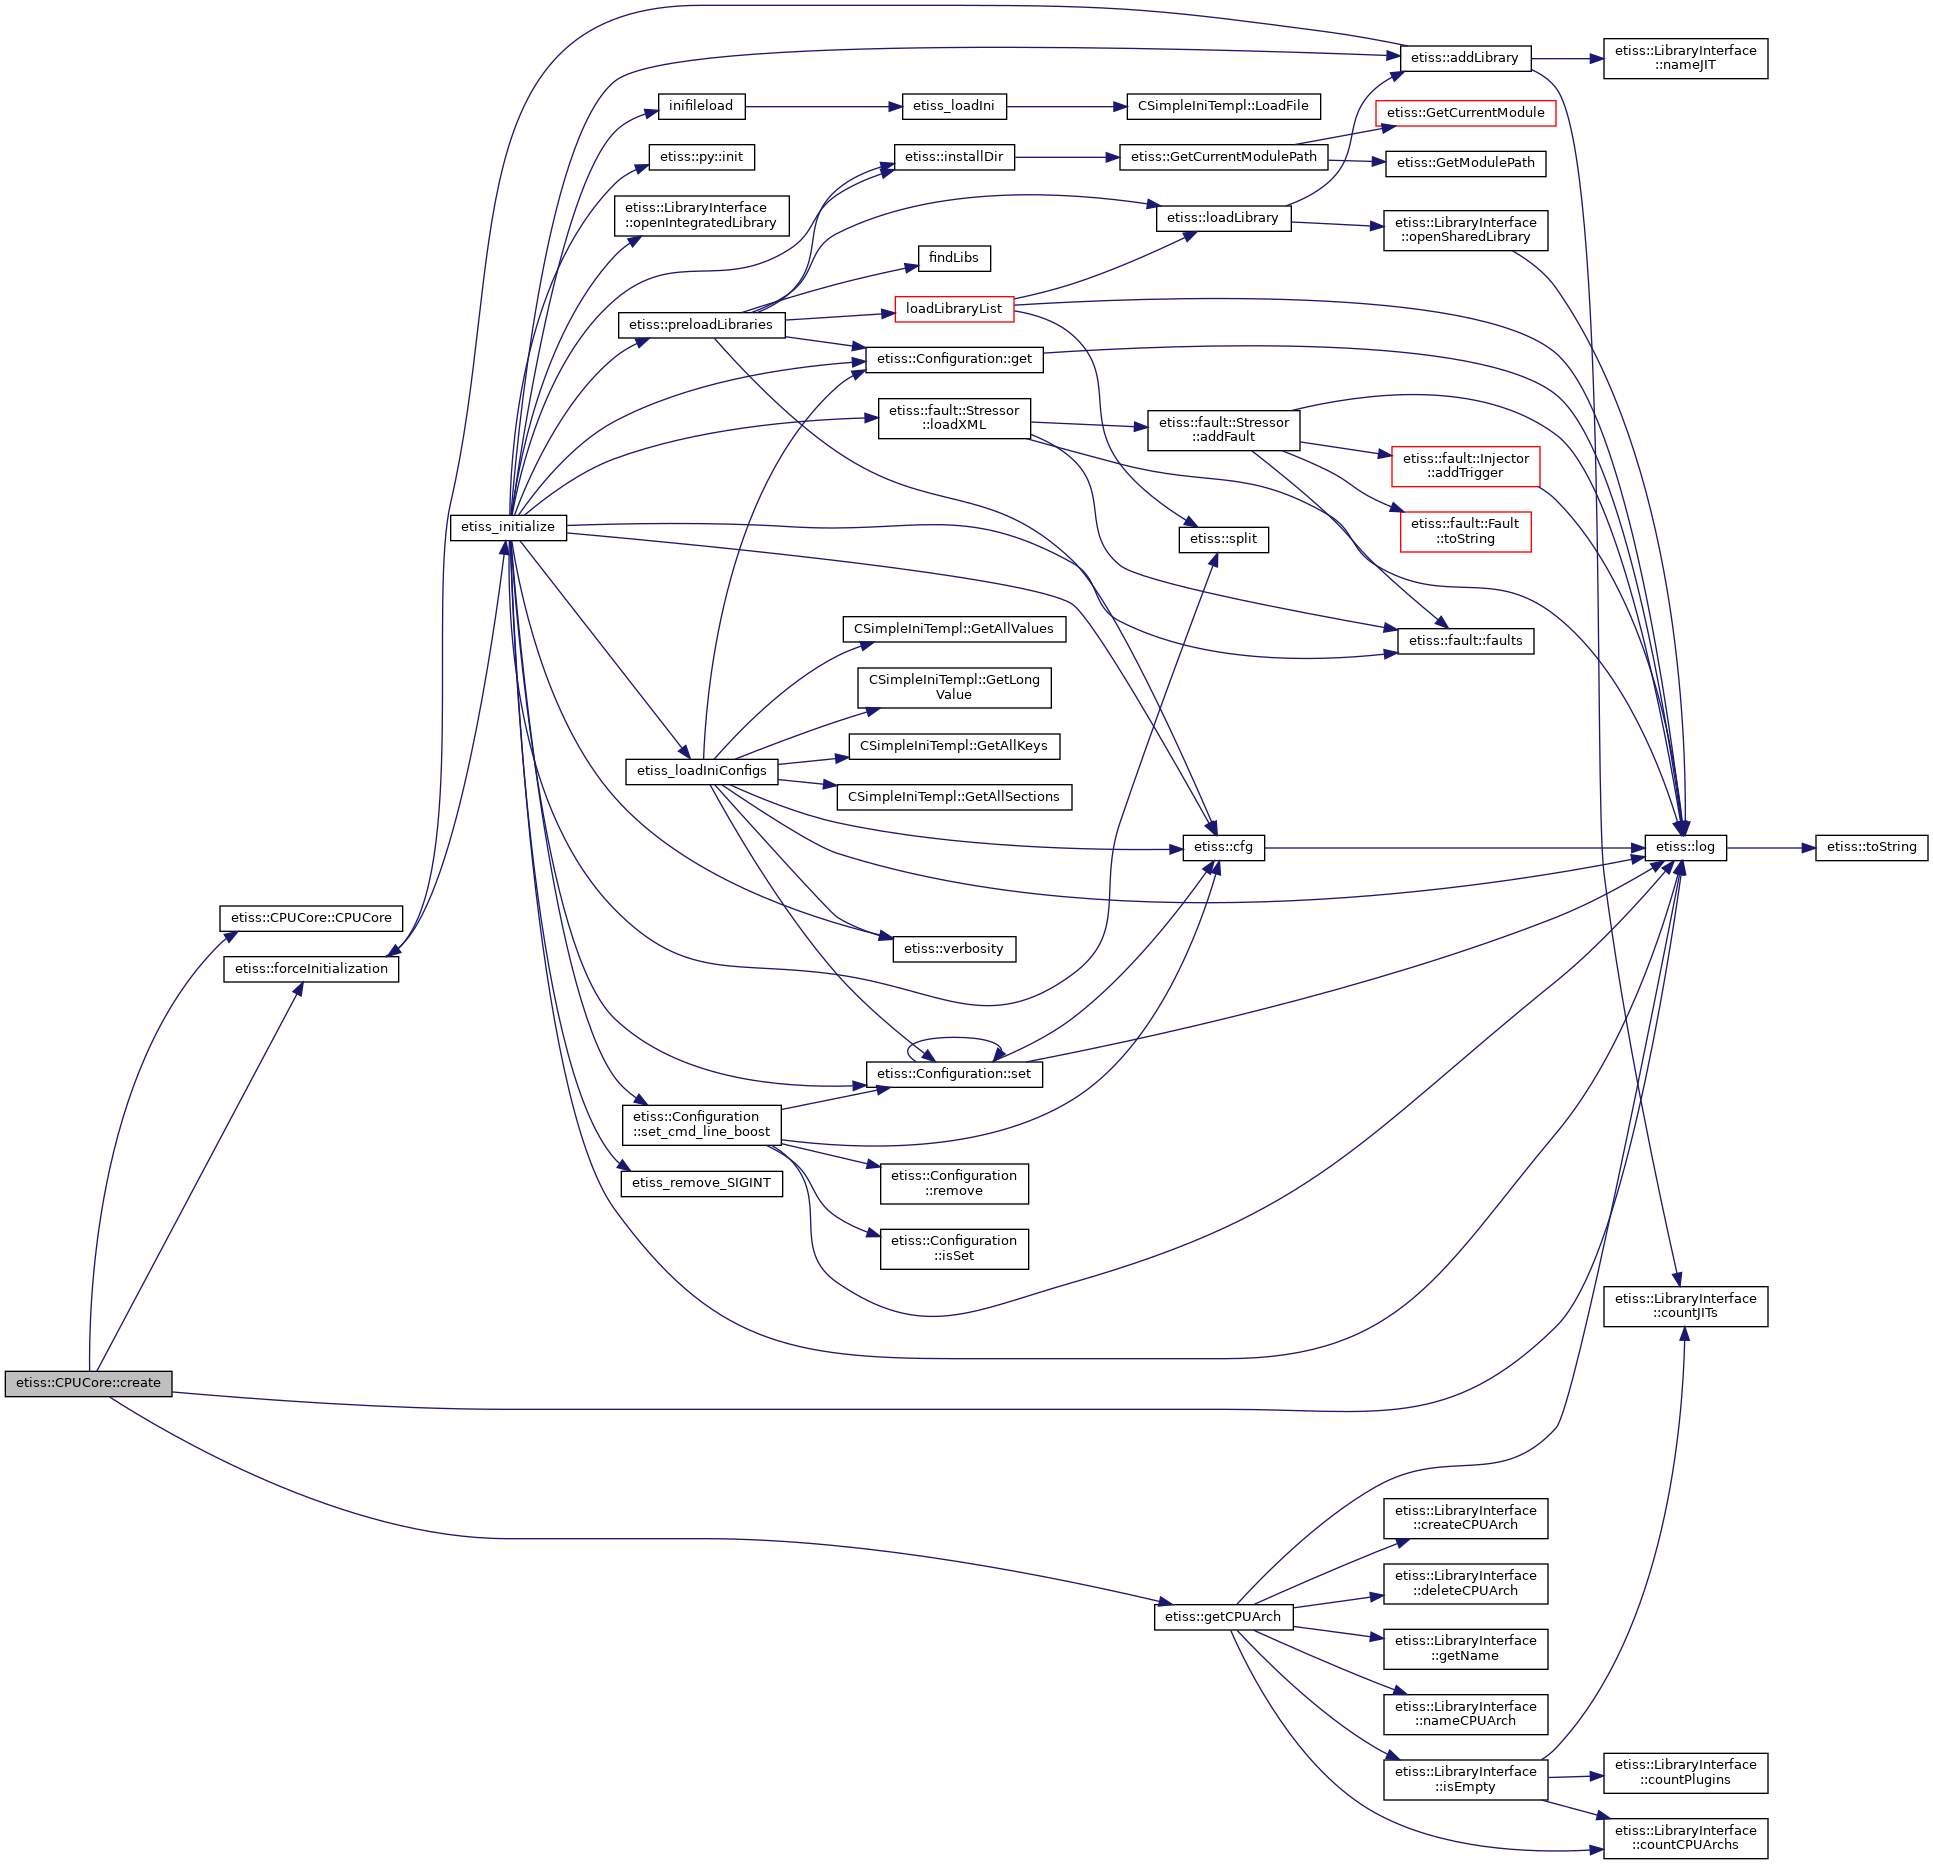 etiss::addLibrary
etiss::LibraryInterface
::nameJIT
inifileload
etiss_loadIni
CSimpleIniTempl::LoadFile
etiss::GetCurrentModule
etiss::py::init
etiss::installDir
etiss::GetCurrentModulePath
etiss::GetModulePath
etiss::LibraryInterface
::openIntegratedLibrary
etiss::loadLibrary
etiss::LibraryInterface
::openSharedLibrary
findLibs
loadLibraryList
etiss::preloadLibraries
etiss::Configuration::get
etiss::fault::Stressor
::loadXML
etiss::fault::Stressor
::addFault
etiss::fault::Injector
::addTrigger
etiss::fault::Fault
::toString
etiss_initialize
etiss::split
etiss::fault::faults
CSimpleIniTempl::GetAllValues
CSimpleIniTempl::GetLong
Value
CSimpleIniTempl::GetAllKeys
etiss_loadIniConfigs
CSimpleIniTempl::GetAllSections
etiss::cfg
etiss::log
etiss::toString
etiss::CPUCore::CPUCore
etiss::verbosity
etiss::forceInitialization
etiss::Configuration::set
etiss::Configuration
::set_cmd_line_boost
etiss_remove_SIGINT
etiss::Configuration
::remove
etiss::Configuration
::isSet
etiss::LibraryInterface
::countJITs
etiss::CPUCore::create
etiss::LibraryInterface
::createCPUArch
etiss::LibraryInterface
::deleteCPUArch
etiss::getCPUArch
etiss::LibraryInterface
::getName
etiss::LibraryInterface
::nameCPUArch
etiss::LibraryInterface
::isEmpty
etiss::LibraryInterface
::countPlugins
etiss::LibraryInterface
::countCPUArchs